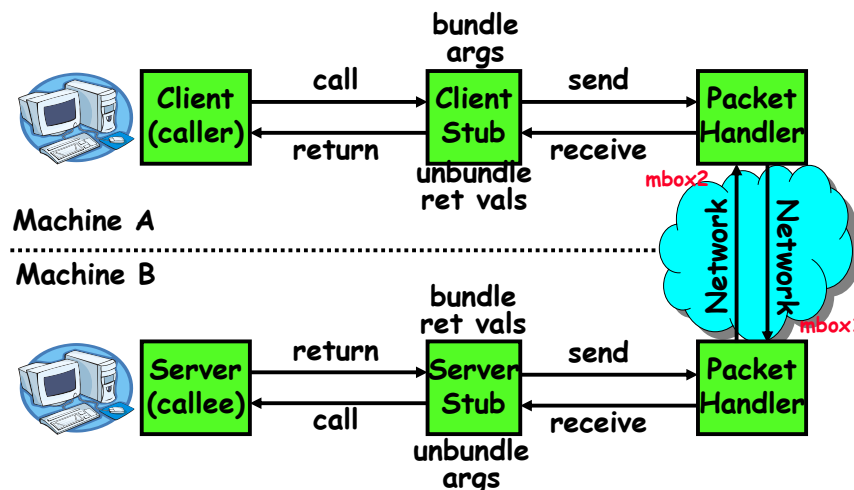 bundle
args
call
send
Client
(caller)
Client
Stub
Packet
Handler
return
receive
unbundle
ret vals
mbox2
Machine A
Network
Network
Machine B
mbox1
bundle
ret vals
return
send
Server
(callee)
Server
Stub
Packet
Handler
call
receive
unbundle
args